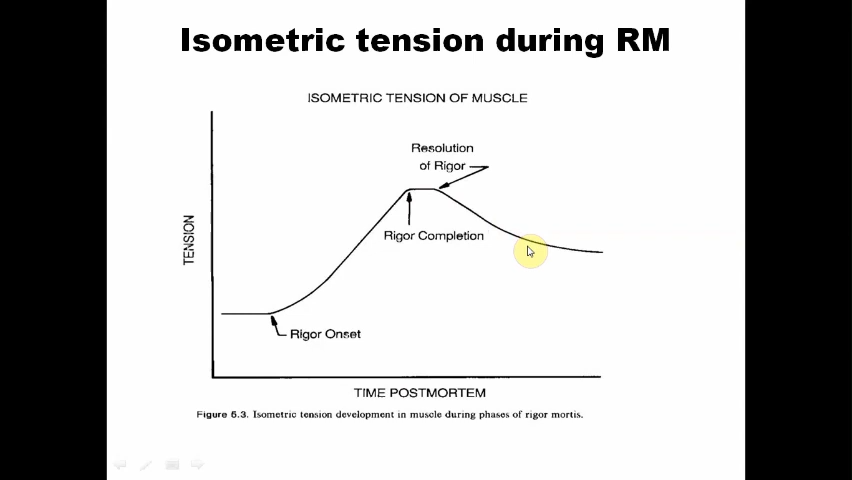 Isometric tension during RM
ISOMETRIC TENSION OF MUSCLE
Resolution
of Rigor
Rigor Completion
TENSION
Rigor Onset
TIME POSTMORTEM
Figure 5.3. Isometric tension development in muscle during phases of rigor mortis.